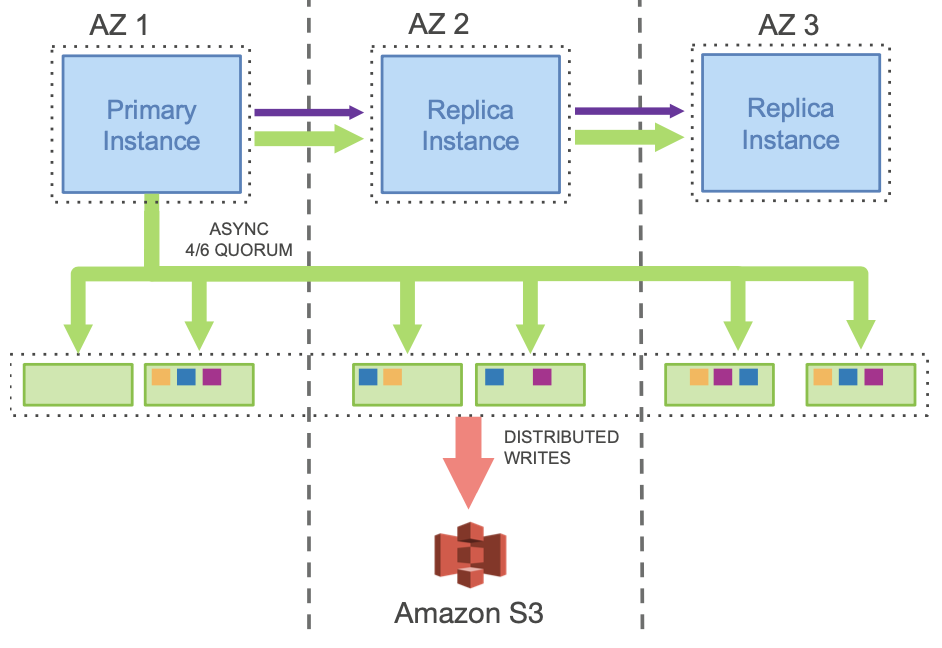 AZ 1
AZ 2
AZ 3
Primary
Instance
Replica
Instance
Replica
Instance
ASYNC
4/6 QUORUM
DISTRIBUTED
WRITES
Amazon S3